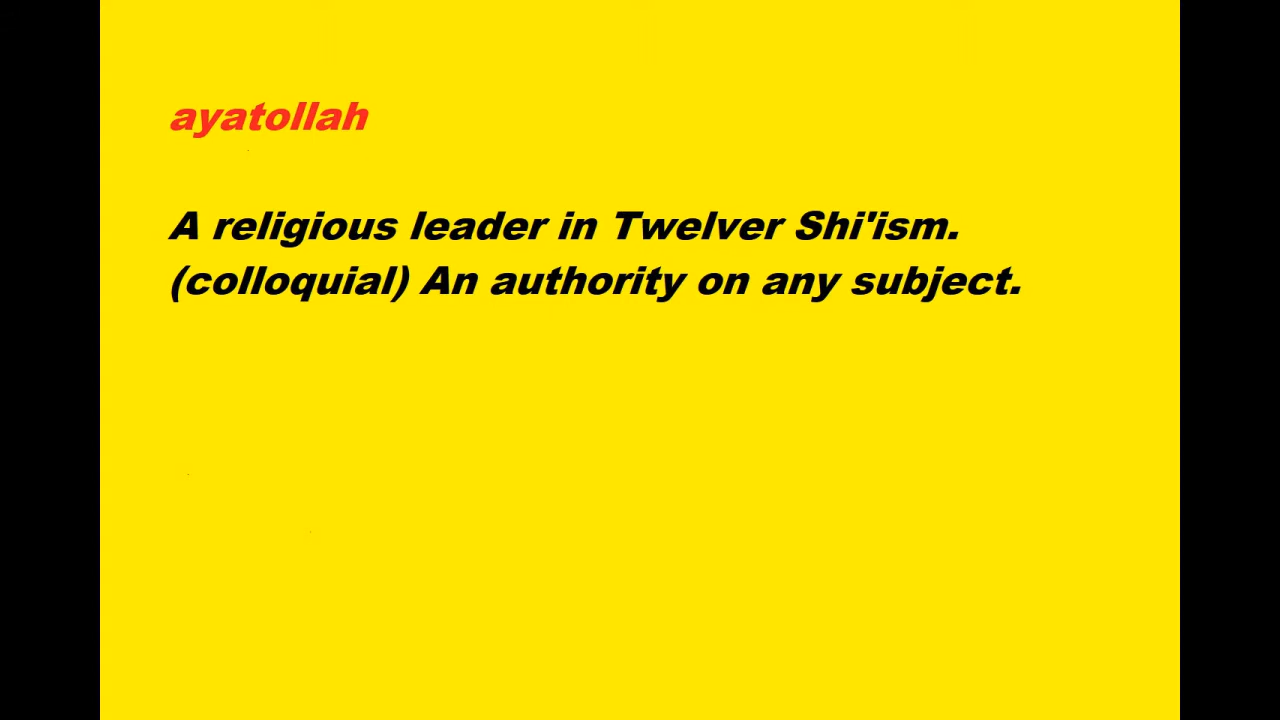 ayatollah
A religious leader in Twelver Shi'ism.
(colloquial) An authority on any subject.